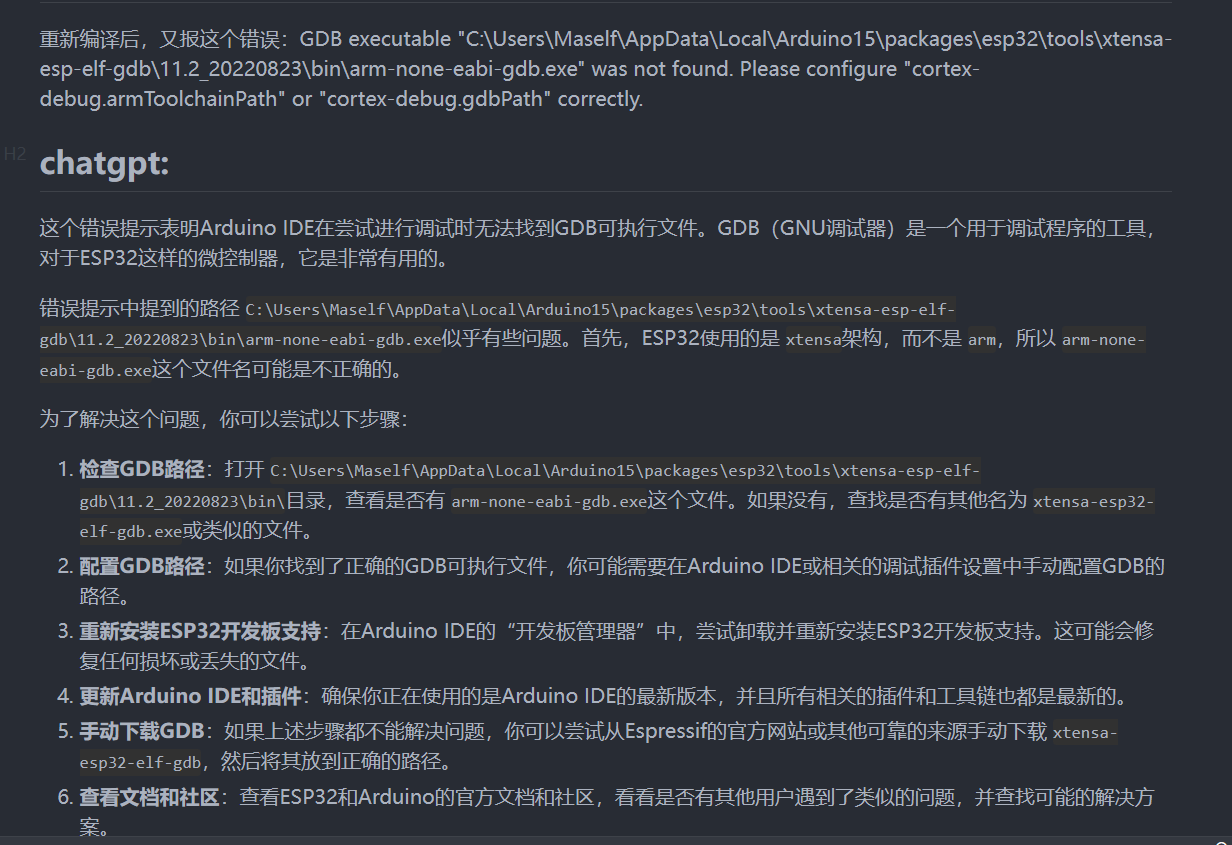 重新编译后，又报这个错误：GDB executable "C:\Users\Maself\AppData\Local\Arduino15\packages\esp32\tools\xtensa-
esp-elf-gdb\11.2_20220823\bin\arm-none-eabi-gdb.exe" was not found. Please configure "cortex-
debug.armToolchainPath" or "cortex-debug.gdbPath" correctly.
H2
chatgpt:
这个错误提示表明Arduino IDE在尝试进行调试时无法找到GDB可执行文件。GDB（GNU调试器）是一个用于调试程序的工具，
对于ESP32这样的微控制器，它是非常有用的。
错误提示中提到的路径 C:\Users\Maself\AppData\Local\Arduino15\packages\esp32\tools\xtensa-esp-elf-
gdb\11.2_20220823\bin\arm-none-eabi-gdb.exe似乎有些问题。首先，ESP32使用的是 xtensa架构，而不是 arm，所以 arm-none-
eabi-gdb.exe这个文件名可能是不正确的。
为了解决这个问题，你可以尝试以下步骤：
1. 检查GDB路径：打开 C:\Users\Maself\AppData\Local\Arduino15\packages\esp32\tools\xtensa-esp-elf-
gdb\11.2_20220823\bin\目录，查看是否有 arm-none-eabi-gdb.exe这个文件。如果没有，查找是否有其他名为 xtensa-esp32-
elf-gdb.exe或类似的文件。
2. 配置GDB路径：如果你找到了正确的GDB可执行文件，你可能需要在Arduino IDE或相关的调试插件设置中手动配置GDB的
路径。
3. 重新安装ESP32开发板支持：在Arduino IDE的“开发板管理器”中，尝试卸载并重新安装ESP32开发板支持。这可能会修
复任何损坏或丢失的文件。
4. 更新Arduino IDE和插件：确保你正在使用的是Arduino IDE的最新版本，并且所有相关的插件和工具链也都是最新的。
5. 手动下载GDB：如果上述步骤都不能解决问题，你可以尝试从Espressif的官方网站或其他可靠的来源手动下载 xtensa-
esp32-elf-gdb，然后将其放到正确的路径。
6. 查看文档和社区：查看ESP32和Arduino的官方文档和社区，看看是否有其他用户遇到了类似的问题，并查找可能的解决方
案。